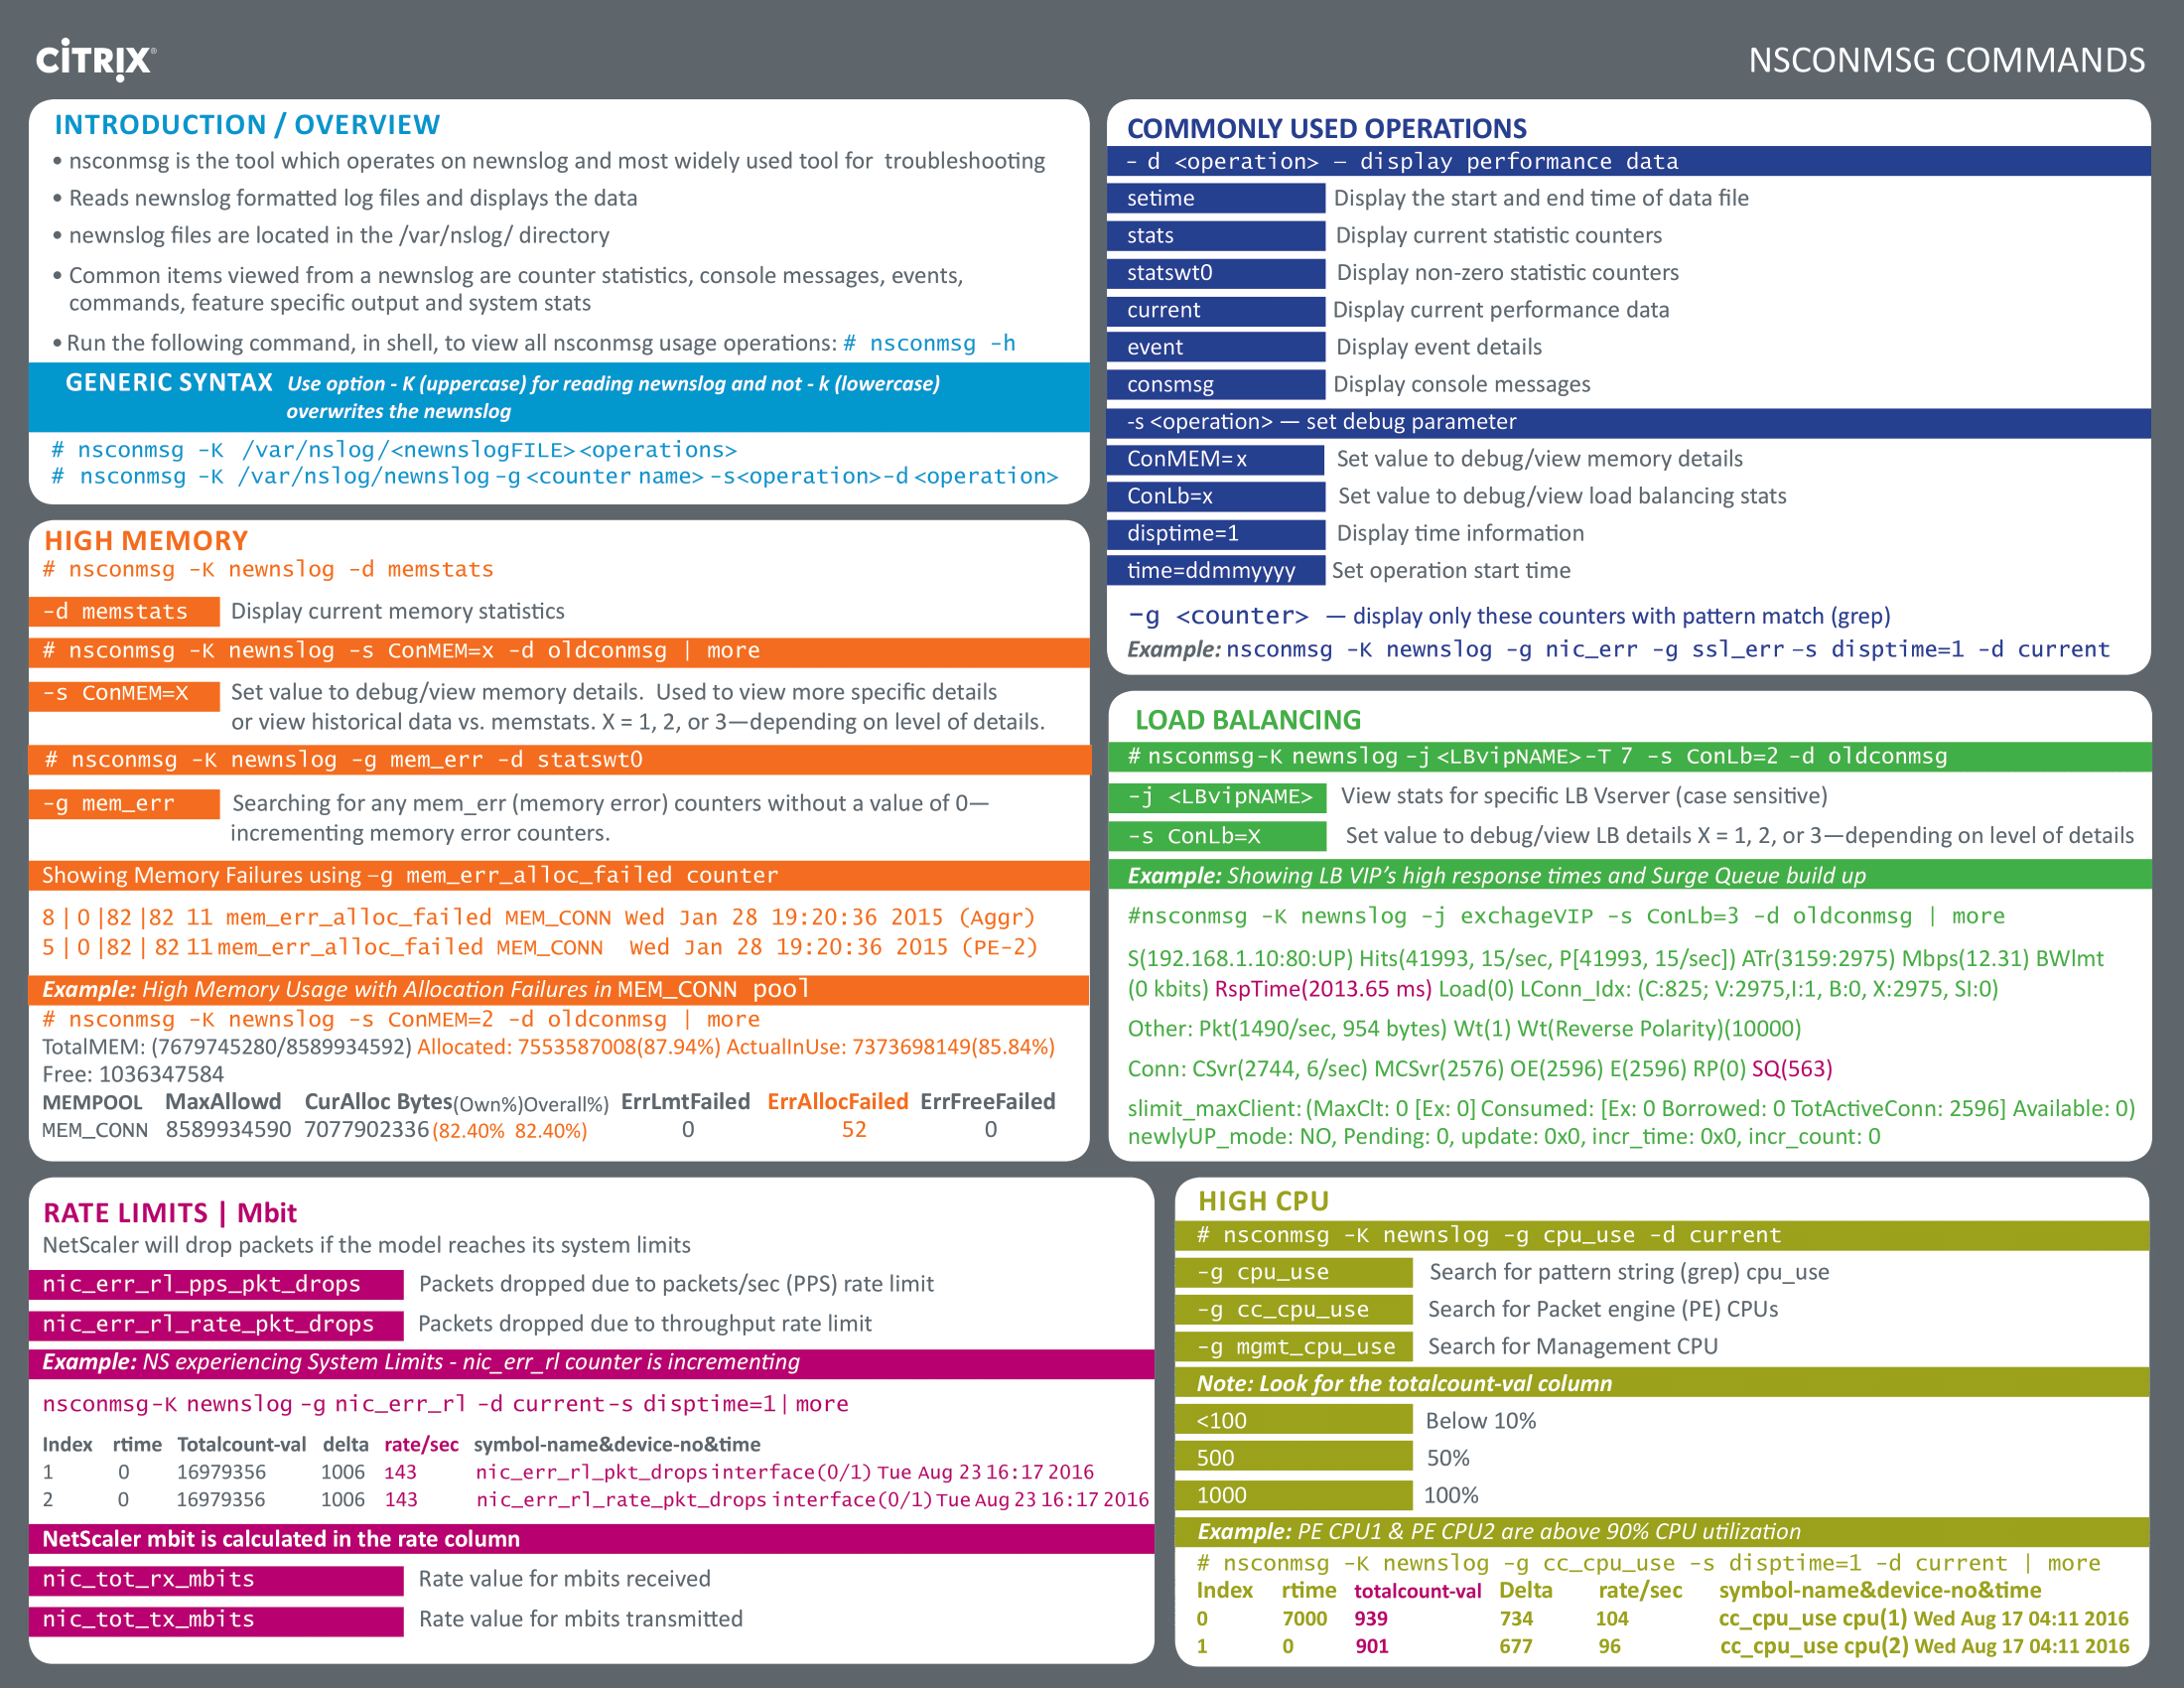 CİTRIX®
NSCONMSG COMMANDS
INTRODUCTION / OVERVIEW
• nsconmsg is the tool which operates on newnslog and most widely used tool for troubleshooting
• Reads newnslog formatted log files and displays the data
• newnslog files are located in the /var/nslog/ directory
• Common items viewed from a newnslog are counter statistics, console messages, events,
commands, feature specific output and system stats
• Run the following command, in shell, to view all nsconmsg usage operations: # nsconmsg -h
GENERIC SYNTAX Use option - K (uppercase) for reading newnslog and not - k (lowercase)
overwrites the newnslog
# nsconmsg -K /var/nslog/<newnslogFILE><operations>
# nsconmsg -K /var/nslog/newnslog -g <counter name> -s<operation>-d <operation>
HIGH MEMORY
# nsconmsg -K newnslog -d memstats
-d memstats Display current memory statistics
# nsconmsg -K newnslog -s ConMEM=x -d oldconmsg | more
-s ConMEM=X Set value to debug/view memory details. Used to view more specific details
or view historical data vs. memstats. X = 1, 2, or 3—depending on level of details.
# nsconmsg -K newnslog -g mem_err -d statswt0
-g mem_err Searching for any mem_err (memory error) counters without a value of 0—
incrementing memory error counters.
Showing Memory Failures using -g mem_err_alloc_failed counter
8 | 0 |82 |82 11 mem_err_alloc_failed MEM_CONN Wed Jan 28 19:20:36 2015 (Aggr)
5 | 0 |82 | 82 11 mem_err_alloc_failed MEM_CONN Wed Jan 28 19:20:36 2015 (PE-2)
Example: High Memory Usage with Allocation Failures in MEM_CONN pool
# nsconmsg -K newnslog -s ConMEM=2 -d oldconmsg | more
TotalMEM: (7679745280/8589934592) Allocated: 7553587008(87.94%) ActualInUse: 7373698149(85.84%)
Free: 1036347584
MEMPOOL MaxAllowd CurAlloc Bytes(Own%)Overall%) ErrLmtFailed ErrAllocFailed ErrFreeFailed
MEM_CONN 8589934590 7077902336 (82.40% 82.40%) 0 52 0
COMMONLY USED OPERATIONS
- d <operation> – display performance data
setime Display the start and end time of data file
stats Display current statistic counters
statswt0 Display non-zero statistic counters
current Display current performance data
event Display event details
consmsg Display console messages
-s <operation> — set debug parameter
ConMEM=x Set value to debug/view memory details
ConLb=x Set value to debug/view load balancing stats
disptime=1 Display time information
time=ddmmyyyy Set operation start time
-g <counter> — display only these counters with pattern match (grep)
Example: nsconmsg -K newnslog -g nic_err -g ssl_err -s disptime=1 -d current
LOAD BALANCING
# nsconmsg-K newnslog -j <LBvipNAME> -T 7 -s ConLb=2 -d oldconmsg
-j <LBvipNAME> View stats for specific LB Vserver (case sensitive)
-s ConLb=X Set value to debug/view LB details X = 1, 2, or 3—depending on level of details
Example: Showing LB VIP's high response times and Surge Queue build up
#nsconmsg -K newnslog -j exchageVIP -s ConLb=3 -d oldconmsg | more
S(192.168.1.10:80:UP) Hits(41993, 15/sec, P[41993, 15/sec]) ATr(3159:2975) Mbps(12.31) BWlmt
(0 kbits) RspTime(2013.65 ms) Load(0) LConn_Idx: (C:825; V:2975,I:1, B:0, X:2975, SI:0)
Other: Pkt(1490/sec, 954 bytes) Wt(1) Wt(Reverse Polarity)(10000)
Conn: CSvr(2744, 6/sec) MCSvr(2576) OE(2596) E(2596) RP(0) SQ(563)
slimit_maxClient: (MaxClt: 0 [Ex: 0] Consumed: [Ex: 0 Borrowed: 0 TotActiveConn: 2596] Available: 0)
newlyUP_mode: NO, Pending: 0, update: 0x0, incr_time: 0x0, incr_count: 0
RATE LIMITS | Mbit
NetScaler will drop packets if the model reaches its system limits
nic_err_rl_pps_pkt_drops Packets dropped due to packets/sec (PPS) rate limit
nic_err_rl_rate_pkt_drops Packets dropped due to throughput rate limit
Example: NS experiencing System Limits - nic_err_rl counter is incrementing
nsconmsg-K newnslog -g nic_err_rl -d current-s disptime=1 | more
Index rtime Totalcount-val delta rate/sec symbol-name&device-no&time
1 0 16979356 1006 143 nic_err_rl_pkt_drops interface(0/1) Tue Aug 23 16:17 2016
2 0 16979356 1006 143 nic_err_rl_rate_pkt_drops interface(0/1) Tue Aug 23 16:17 2016
NetScaler mbit is calculated in the rate column
nic_tot_rx_mbits Rate value for mbits received
nic_tot_tx_mbits Rate value for mbits transmitted
HIGH CPU
# nsconmsg -K newnslog -g cpu_use -d current
-g cpu_use Search for pattern string (grep) cpu_use
-g cc_cpu_use Search for Packet engine (PE) CPUs
-g mgmt_cpu_use Search for Management CPU
Note: Look for the totalcount-val column
<100 Below 10%
500 50%
1000 100%
Example: PE CPU1 & PE CPU2 are above 90% CPU utilization
# nsconmsg -K newnslog -g cc_cpu_use -s disptime=1 -d current | more
Index rtime totalcount-val Delta rate/sec symbol-name&device-no&time
0 7000 939 734 104 cc_cpu_use cpu(1) Wed Aug 17 04:11 2016
1 0 901 677 96 cc_cpu_use cpu(2) Wed Aug 17 04:11 2016